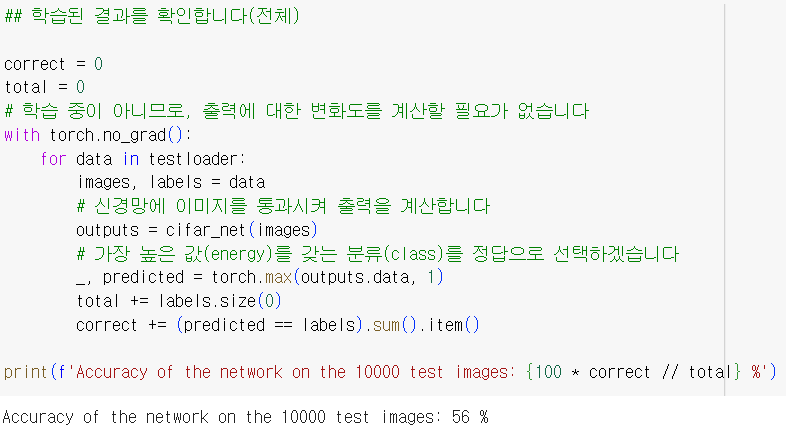 ## 학습된 결과를 확인합니다(전체)
correct = 0
total = 0
# 학습 중이 아니므로, 출력에 대한 변화도를 계산할 필요가 없습니다
with torch.no_grad():
    for data in testloader:
        images, labels = data
        # 신경망에 이미지를 통과시켜 출력을 계산합니다
        outputs = cifar_net(images)
        # 가장 높은 값(energy)를 갖는 분류(class)를 정답으로 선택하겠습니다
        _, predicted = torch.max(outputs.data, 1)
        total += labels.size(0)
        correct += (predicted == labels).sum().item()
print(f'Accuracy of the network on the 10000 test images: {100 * correct // total} %')
Accuracy of the network on the 10000 test images: 56 %